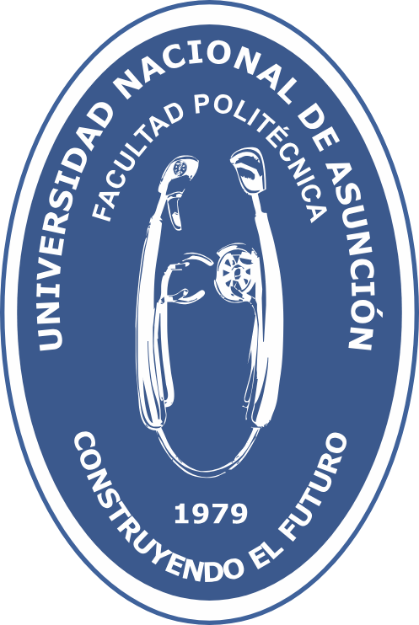 UNIVERSIDAD NACIONAL DE ASUNCIÓN
FACULTAD POLITÉCNICA
1979
CONSTRUYENDO EL FUTURO